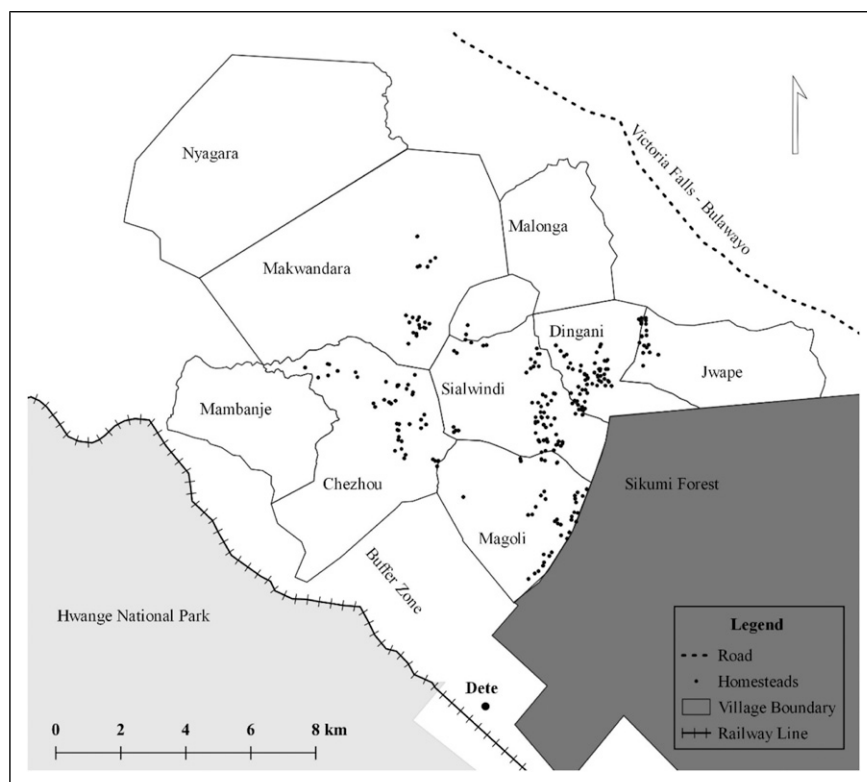 Nyagara
Victoria Falls - Bulawayo
Malonga
Makwandara
Dingani
Jwape
Sialwindi
Mambanje
Chezhou
Sikumi Forest
Magoli
Buffer Zone
Hwange National Park
Dete
0 2 4 6 8 km
Legend
Road
Homesteads
Village Boundary
Railway Line